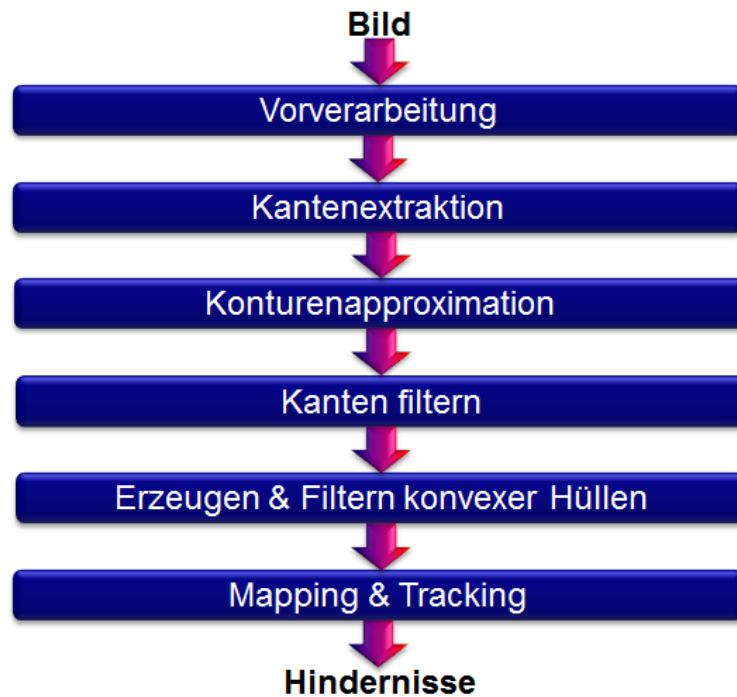 Bild
Vorverarbeitung
Kantenextraktion
Konturenapproximation
Kanten filtern
Erzeugen & Filtern konvexer Hüllen
Mapping & Tracking
Hindernisse